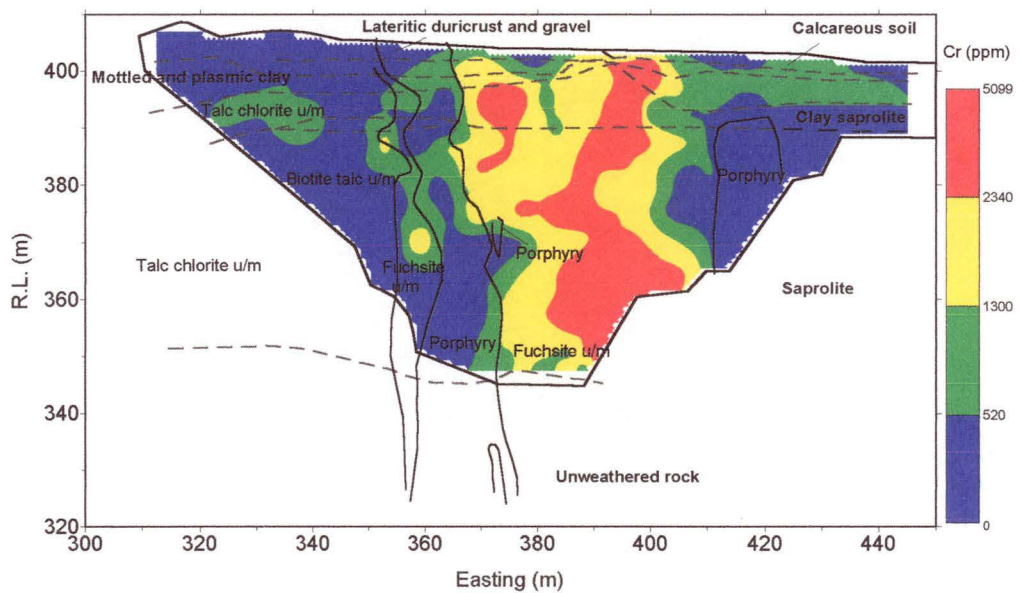 Lateritic duricrust and gravel
Calcareous soil
Cr (ppm)
400
Mottled and plasmic clay
5099
Talc chlorite u/m
Clay saprolite
380
Biotite talc u/m
Porphyry
2340
R.L. (m)
Talc chlorite u/m
Fuchsite
u/m
Porphyry
Saprolite
360
1300
Porphyry
Fuchsite u/m
340
520
Unweathered rock
320
0
300
320
340
360
380
400
420
440
Easting (m)